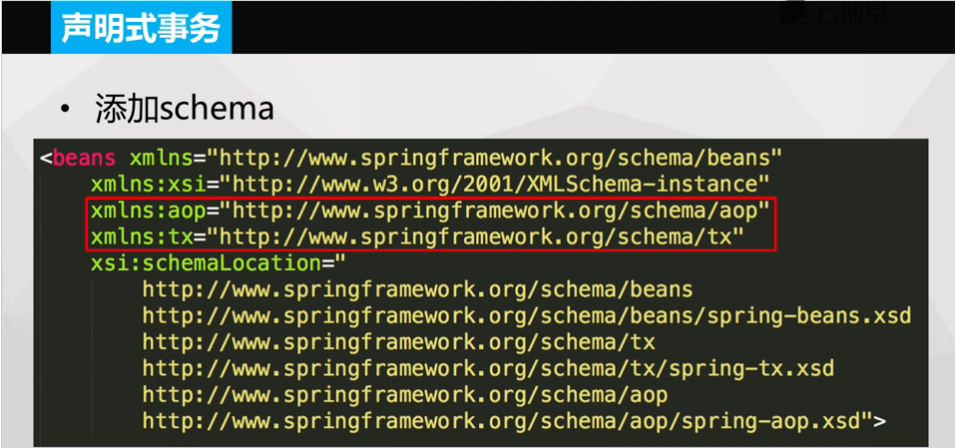 声明式事务
云课堂
• 添加schema
<beans xmlns="http://www.springframework.org/schema/beans"
xmlns:xsi="http://www.w3.org/2001/XMLSchema-instance"
xmlns:aop="http://www.springframework.org/schema/aop"
xmlns:tx="http://www.springframework.org/schema/tx"
xsi:schemaLocation="
http://www.springframework.org/schema/beans
http://www.springframework.org/schema/beans/spring-beans.xsd
http://www.springframework.org/schema/tx
http://www.springframework.org/schema/tx/spring-tx.xsd
http://www.springframework.org/schema/aop
http://www.springframework.org/schema/aop/spring-aop.xsd">